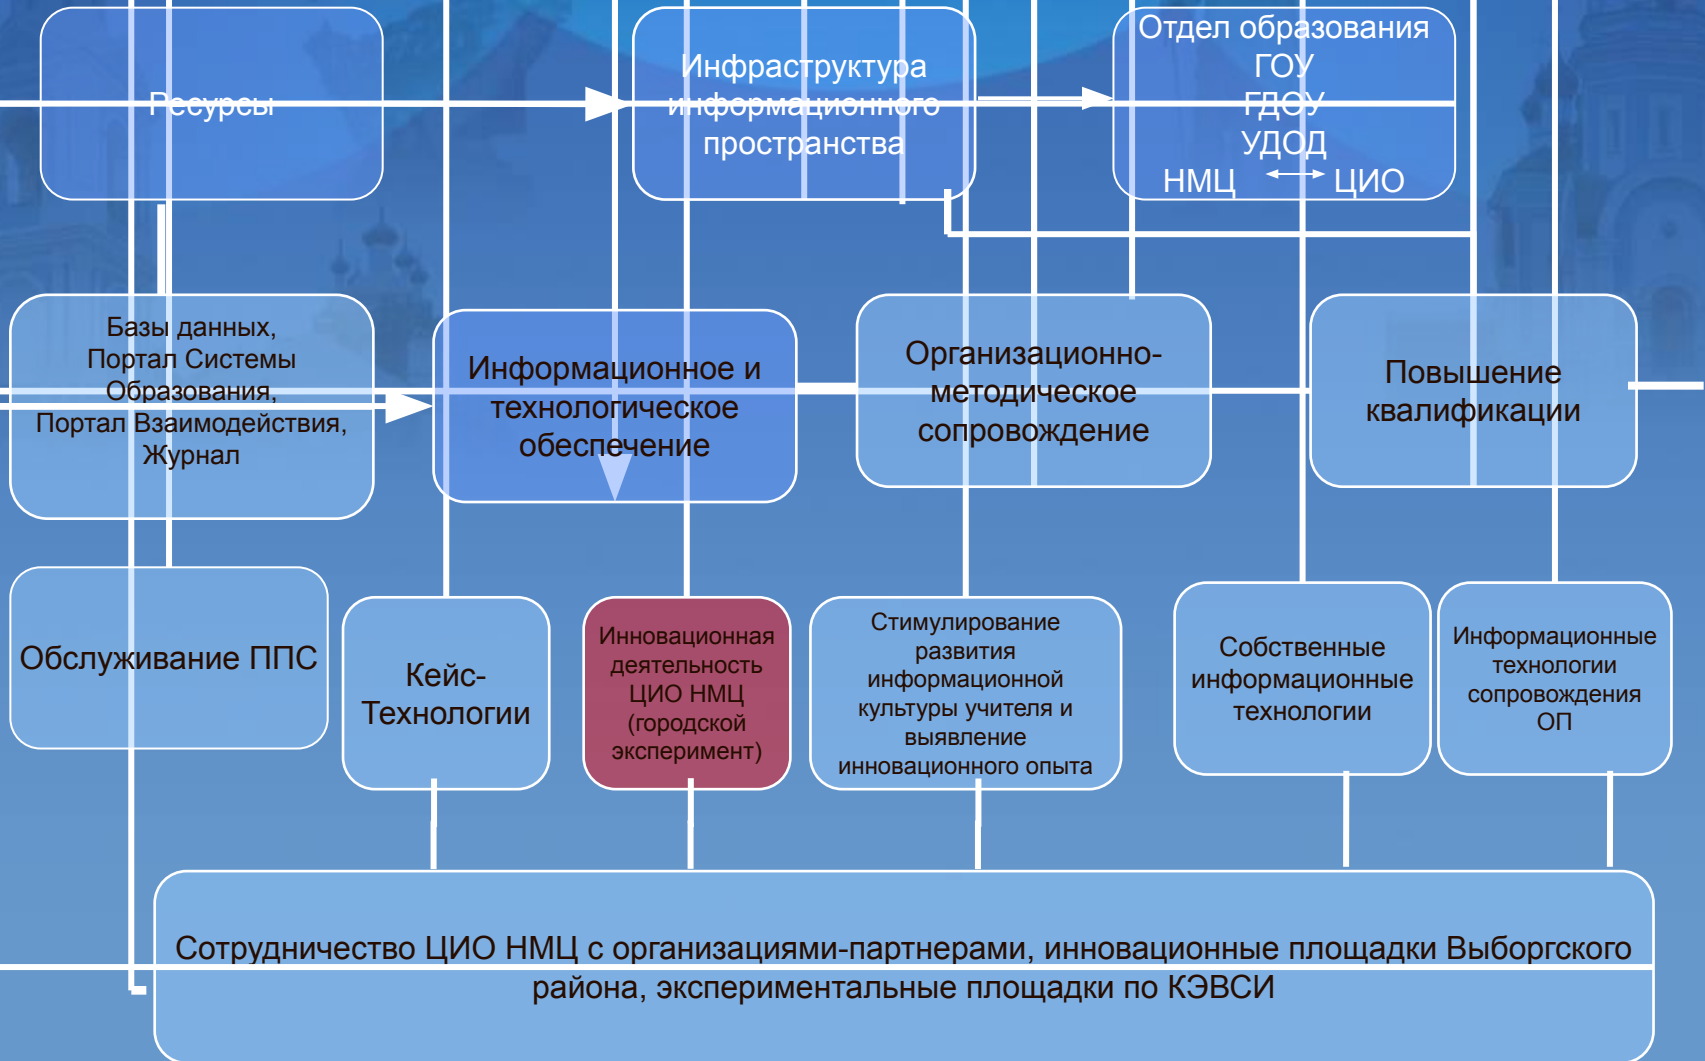 Ресурсы
Инфраструктура
информационного
пространства
Отдел образования
ГОУ
ГДОУ
УДОД
НМЦ ЦИО
Базы данных,
Портал Системы
Образования,
Портал Взаимодействия,
Журнал
Информационное и
технологическое
обеспечение
Организационно-
методическое
сопровождение
Повышение
квалификации
Обслуживание ППС
Кейс-
Технологии
Инновационная
деятельность
ЦИО НМЦ
(городской
эксперимент)
Стимулирование
развития
информационной
культуры учителя и
выявление
инновационного опыта
Собственные
информационные
технологии
Информационные
технологии
сопровождения
ОП
Сотрудничество ЦИО НМЦ с организациями-партнерами, инновационные площадки Выборгского
района, экспериментальные площадки по КЭВСИ